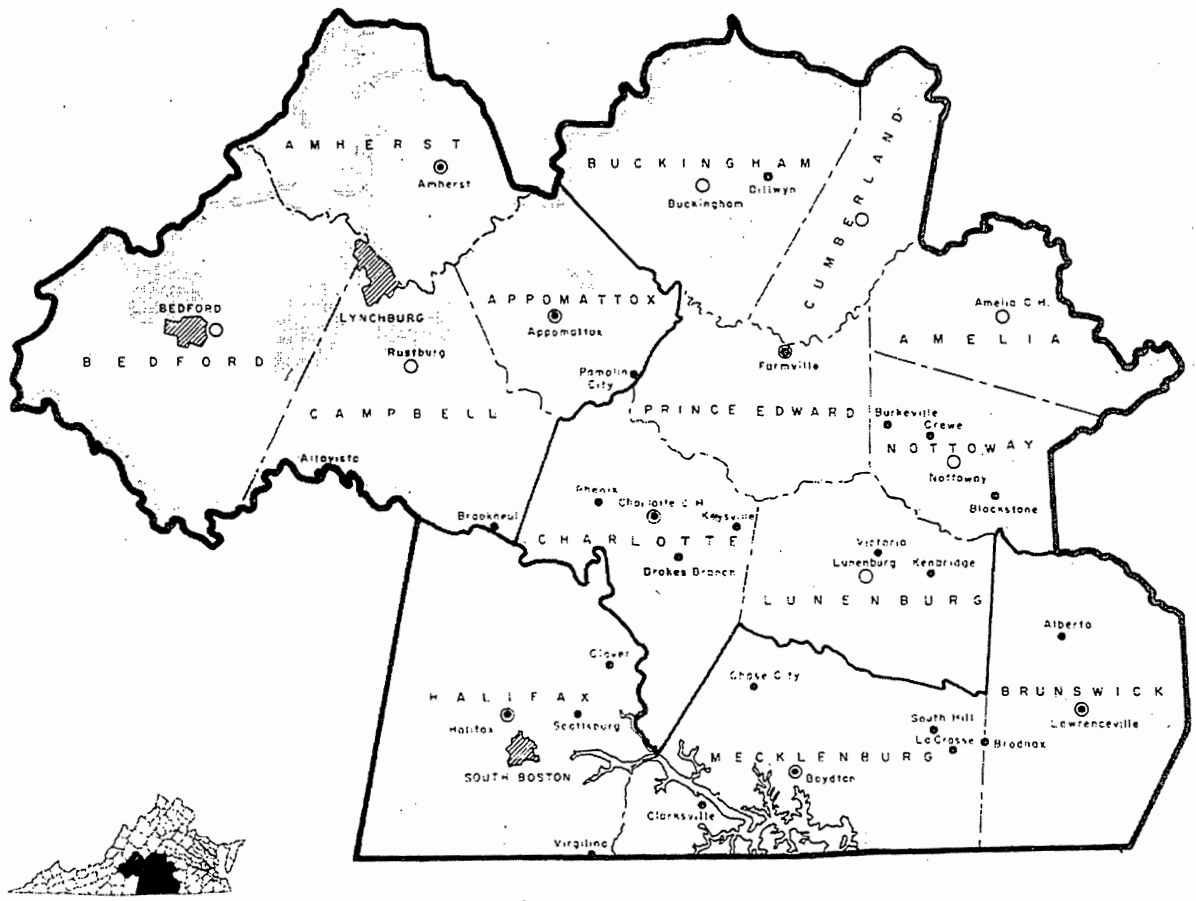 AMHERST
Amherst
BUCKINGHAM
Dillwyn
Buckingham
CUMBERLAND
BEDFORD
BEDFORD
LYNCHBURG
APPOMATTOX
Appomattox
Amelia C.H.
AMELIA
Rustburg
Farmville
Pamplin
City
CAMPBELL
PRINCE EDWARD
Burkeville
Crewe
NOTTOWAY
Nottoway
Blackstone
Altavista
Phenix
Charlotte C.H.
Keysville
Brookneal
CHARLOTTE
Drakes Branch
Victoria
Lunenburg
Kenbridge
LUNENBURG
Alberta
Clover
Chase City
HALIFAX
Halifax
Scottsburg
SOUTH BOSTON
BRUNSWICK
Lawrenceville
South Hill
La Crosse
Brodnax
MECKLENBURG
Boydton
Clarksville
Virgilina